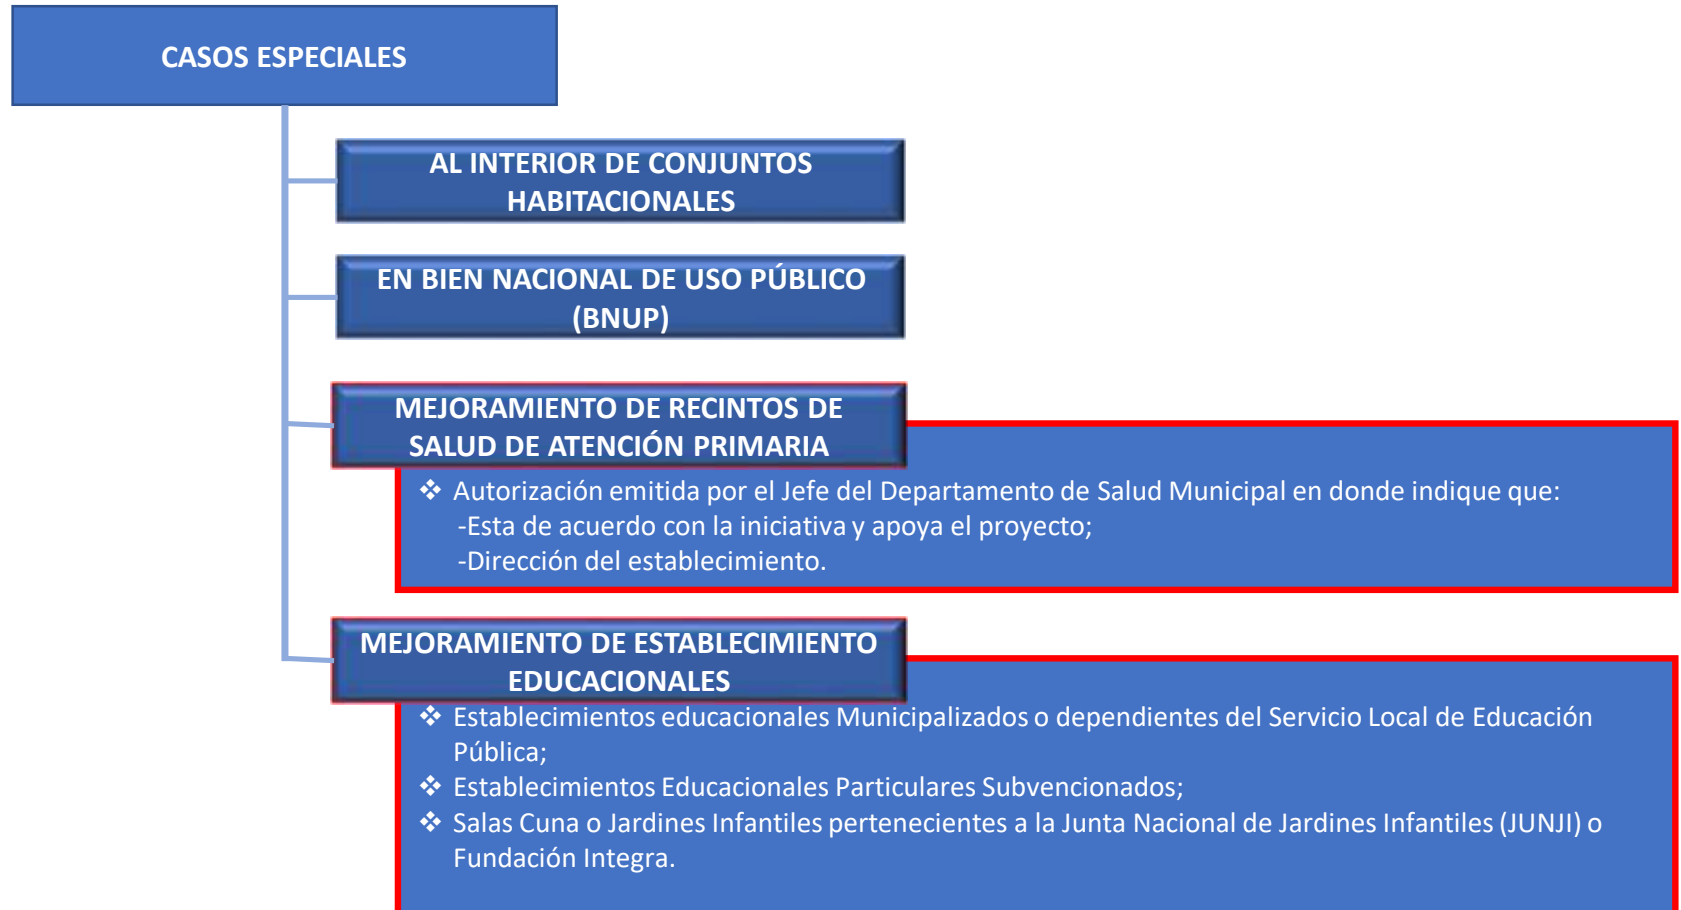 CASOS ESPECIALES
AL INTERIOR DE CONJUNTOS
HABITACIONALES
EN BIEN NACIONAL DE USO PÚBLICO
(BNUP)
MEJORAMIENTO DE RECINTOS DE
SALUD DE ATENCIÓN PRIMARIA
❖ Autorización emitida por el Jefe del Departamento de Salud Municipal en donde indique que:
-Esta de acuerdo con la iniciativa y apoya el proyecto;
-Dirección del establecimiento.
MEJORAMIENTO DE ESTABLECIMIENTO
EDUCACIONALES
❖ Establecimientos educacionales Municipalizados o dependientes del Servicio Local de Educación
Pública;
❖ Establecimientos Educacionales Particulares Subvencionados;
❖ Salas Cuna o Jardines Infantiles pertenecientes a la Junta Nacional de Jardines Infantiles (JUNJI) o
Fundación Integra.